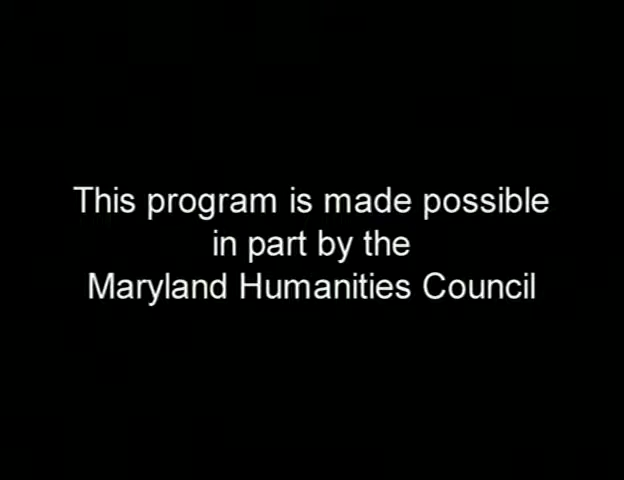 This program is made possible
in part by the
Maryland Humanities Council